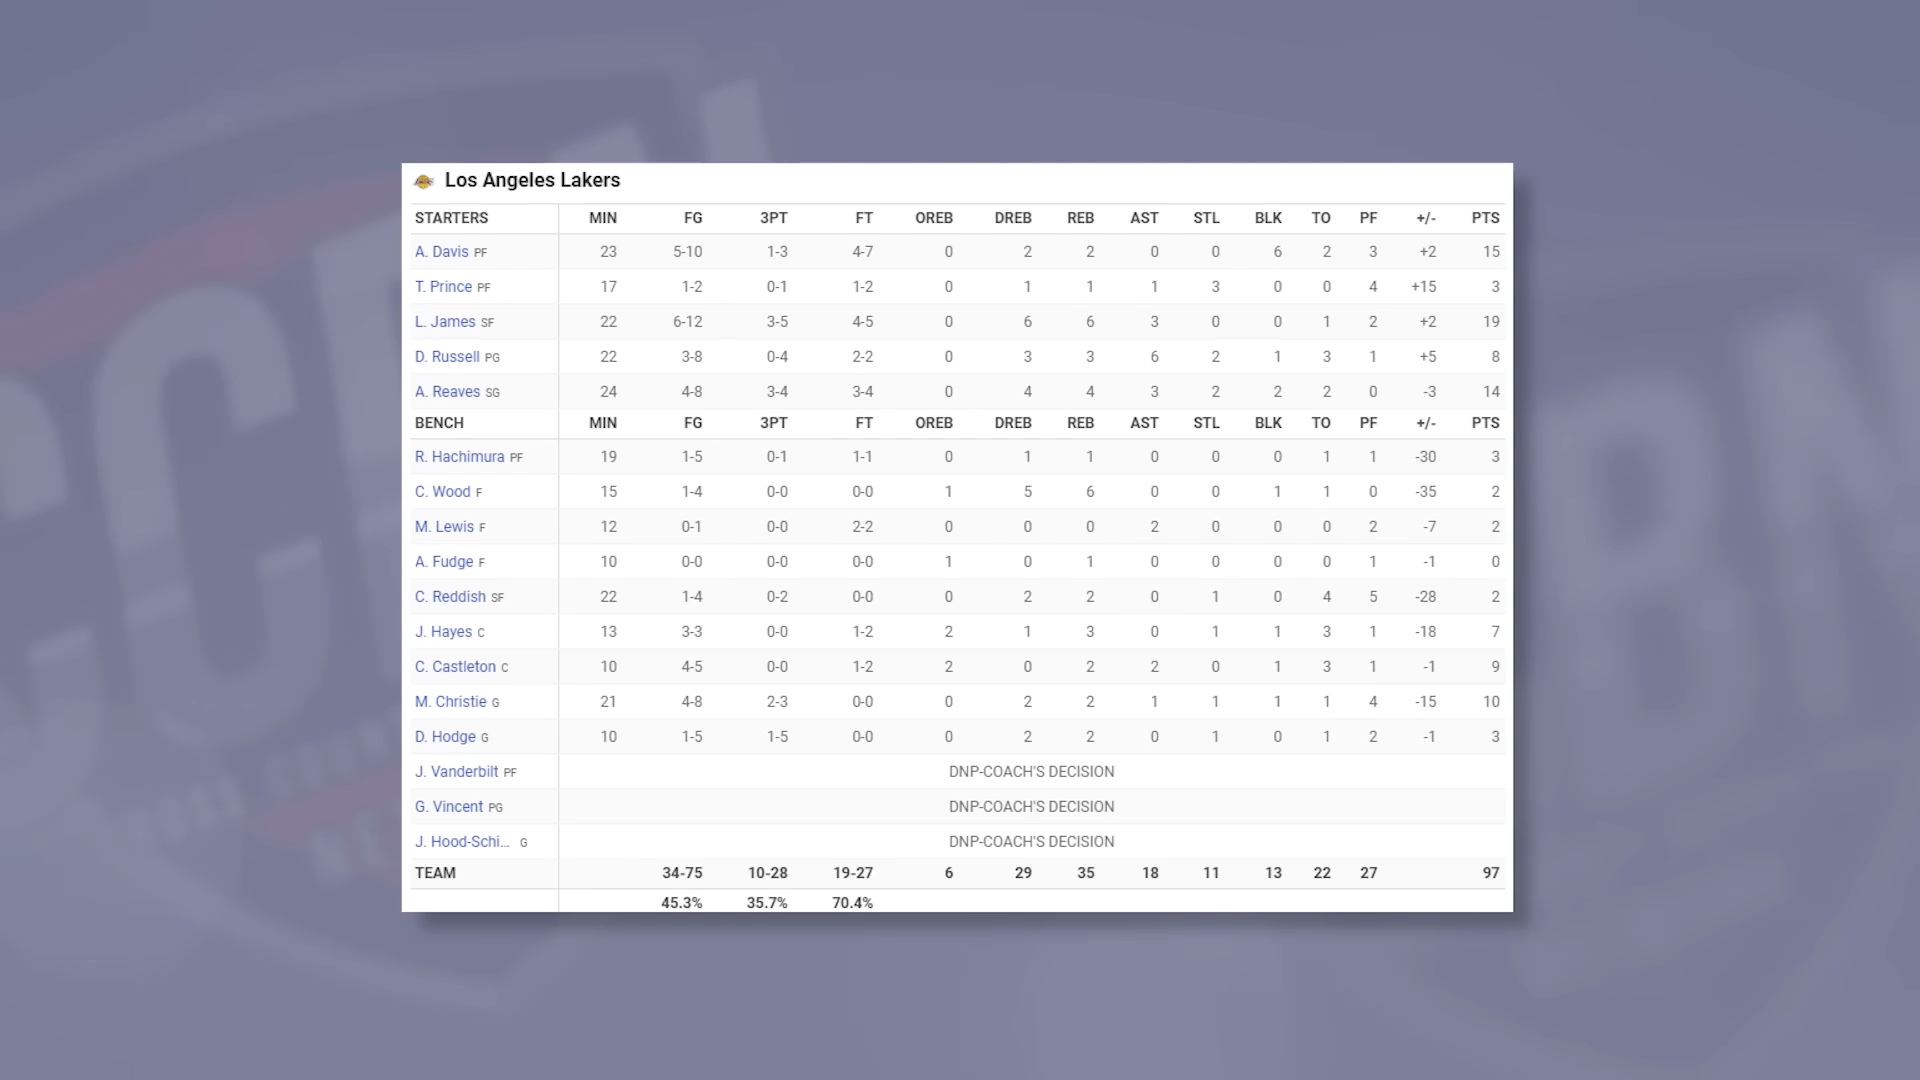 Los Angeles Lakers
STARTERS MIN FG 3PT FT OREB DREB REB AST STL BLK TO PF +/- PTS
A. Davis PF 23 5-10 1-3 4-7 0 2 2 0 0 6 2 3 +2 15
T. Prince PF 17 1-2 0-1 1-2 0 1 1 1 3 0 0 4 +15 3
L. James SF 22 6-12 3-5 4-5 0 6 6 3 0 0 1 2 +2 19
D. Russell PG 22 3-8 0-4 2-2 0 3 3 6 2 1 3 1 +5 8
A. Reaves SG 24 4-8 3-4 3-4 0 4 4 3 2 2 2 0 -3 14
BENCH MIN FG 3PT FT OREB DREB REB AST STL BLK TO PF +/- PTS
R. Hachimura PF 19 1-5 0-1 1-1 0 1 1 0 0 0 1 1 -30 3
C. Wood F 15 1-4 0-0 0-0 1 5 6 0 0 1 1 0 -35 2
M. Lewis F 12 0-1 0-0 2-2 0 0 0 2 0 0 0 2 -7 2
A. Fudge F 10 0-0 0-0 0-0 1 0 1 0 0 0 0 1 -1 0
C. Reddish SF 22 1-4 0-2 0-0 0 2 2 0 1 0 4 5 -28 2
J. Hayes C 13 3-3 0-0 1-2 2 1 3 0 1 1 3 1 -18 7
C. Castleton C 10 4-5 0-0 1-2 2 0 2 2 0 1 3 1 -1 9
M. Christie G 21 4-8 2-3 0-0 0 2 2 1 1 1 1 4 -15 10
D. Hodge G 10 1-5 1-5 0-0 0 2 2 0 1 0 1 2 -1 3
J. Vanderbilt PF DNP-COACH'S DECISION
G. Vincent PG DNP-COACH'S DECISION
J. Hood-Schi... G DNP-COACH'S DECISION
TEAM 34-75 10-28 19-27 6 29 35 18 11 13 22 27 97
45.3% 35.7% 70.4%